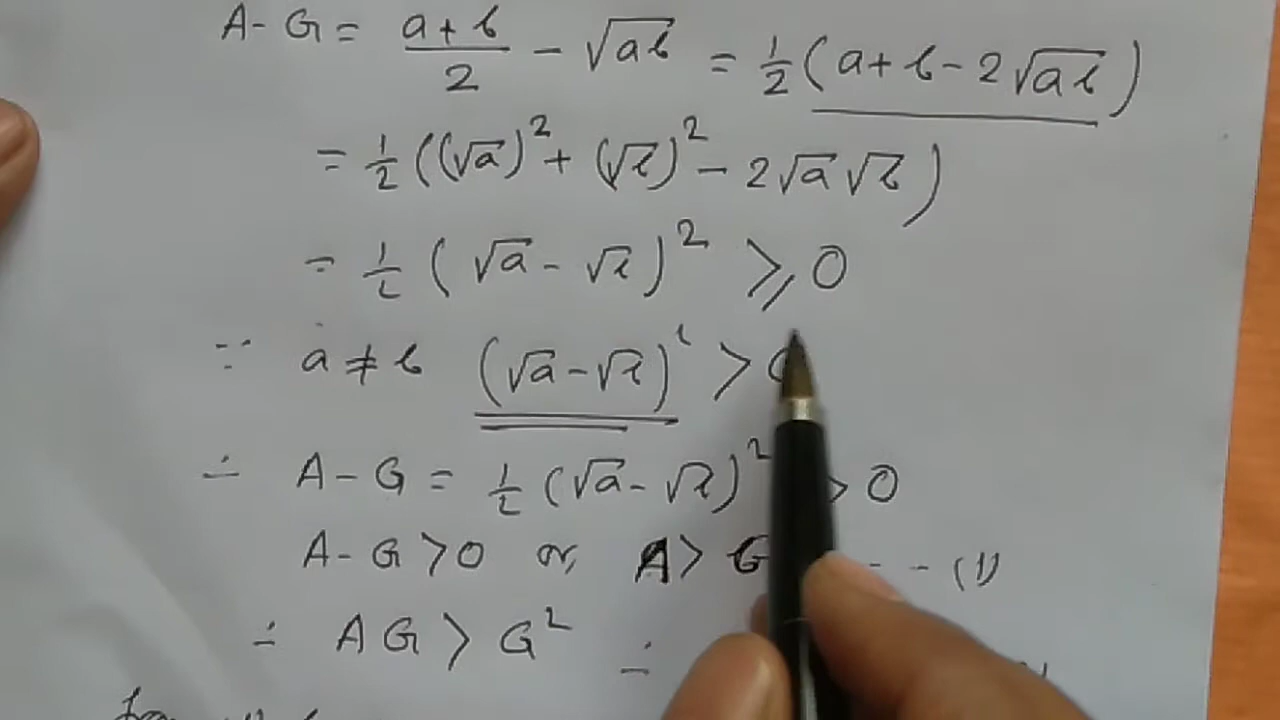 A - G = a + b / 2 - √ab = 1/2 (a + b - 2√ab)
= 1/2 ((√a)² + (√b)² - 2√a√b)
= 1/2 (√a - √b)² ⩾ 0
∵ a ≠ b (√a - √b)² > 0
∴ A - G = 1/2 (√a - √b)² > 0
A - G > 0 or, A > G - - (1)
∴ AG > G² ∴